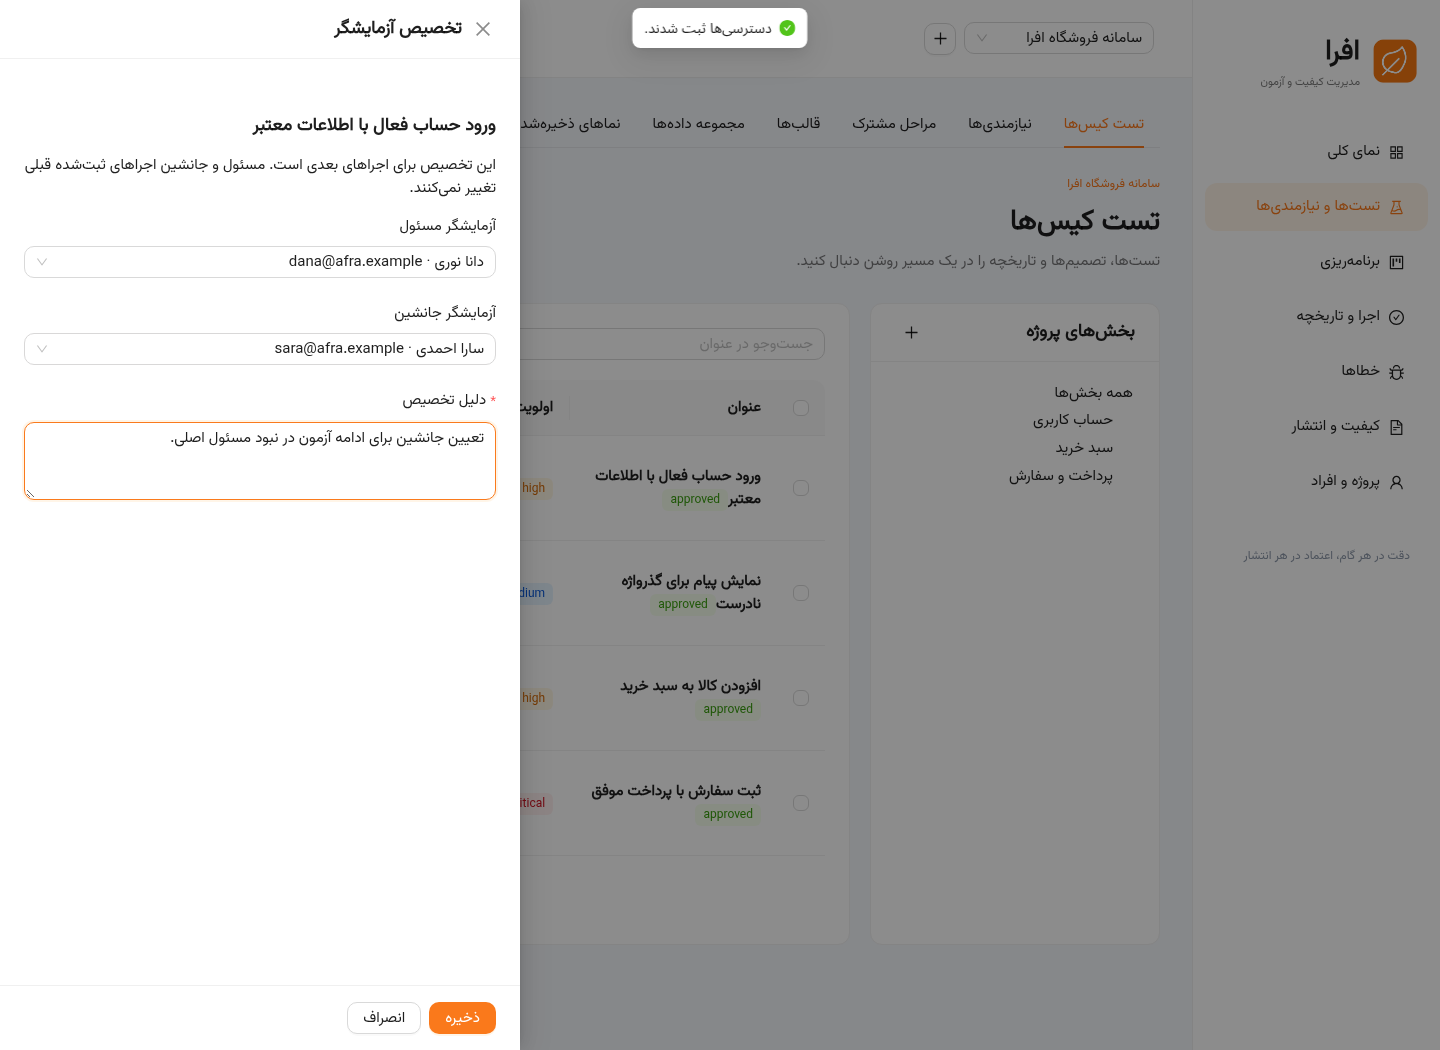 افرا
مدیریت کیفیت و آزمون
نمای کلی
تست‌ها و نیازمندی‌ها
برنامه‌ریزی
اجرا و تاریخچه
خطاها
کیفیت و انتشار
پروژه و افراد
دقت در هر گام، اعتماد در هر انتشار
سامانه فروشگاه افرا
دسترسی‌ها ثبت شدند.
تست کیس‌ها
نیازمندی‌ها
مراحل مشترک
قالب‌ها
مجموعه داده‌ها
نماهای ذخیره‌شد
سامانه فروشگاه افرا
تست کیس‌ها
تست‌ها، تصمیم‌ها و تاریخچه را در یک مسیر روشن دنبال کنید.
بخش‌های پروژه
همه بخش‌ها
حساب کاربری
سبد خرید
پرداخت و سفارش
جست‌وجو در عنوان
عنوان
اولویت
ورود حساب فعال با اطلاعات
معتبر approved
high
نمایش پیام برای گذرواژه
نادرست approved
dium
افزودن کالا به سبد خرید
approved
high
ثبت سفارش با پرداخت موفق
approved
itical
تخصیص آزمایشگر
ورود حساب فعال با اطلاعات معتبر
این تخصیص برای اجراهای بعدی است. مسئول و جانشین اجراهای ثبت‌شده قبلی
تغییر نمی‌کنند.
آزمایشگر مسئول
دانا نوری · dana@afra.example
آزمایشگر جانشین
سارا احمدی · sara@afra.example
* دلیل تخصیص
تعیین جانشین برای ادامه آزمون در نبود مسئول اصلی.
ذخیره
انصراف